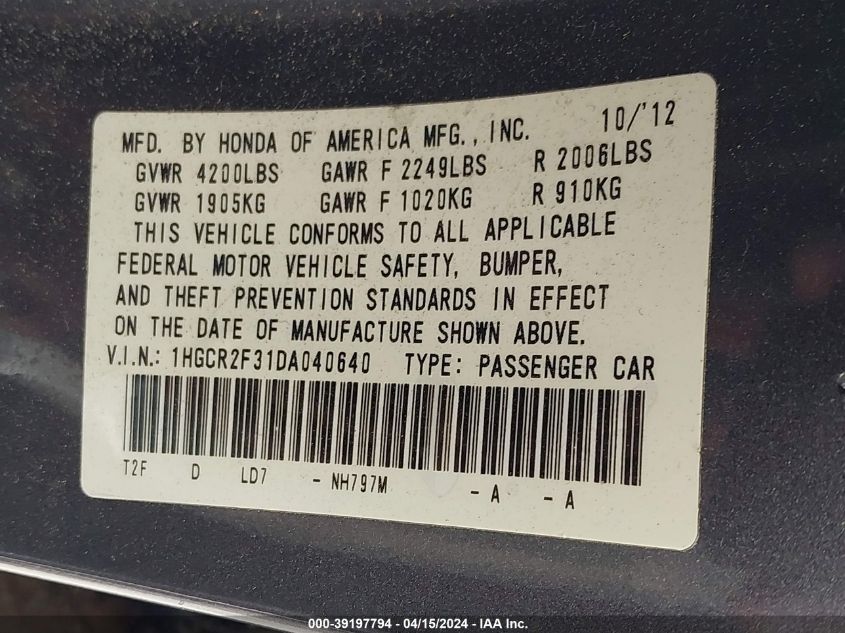 MFD. BY HONDA OF AMERICA MFG., INC. 10/'12
GVWR 4200LBS GAWR F 2249LBS R 2006LBS
GVWR 1905KG GAWR F 1020KG R 910KG
THIS VEHICLE CONFORMS TO ALL APPLICABLE
FEDERAL MOTOR VEHICLE SAFETY, BUMPER,
AND THEFT PREVENTION STANDARDS IN EFFECT
ON THE DATE OF MANUFACTURE SHOWN ABOVE.
V.I.N.: 1HGCR2F31DA040640 TYPE: PASSENGER CAR
T2F D LD7 - NH797M - A - A
000-39197794 - 04/15/2024 - IAA Inc.